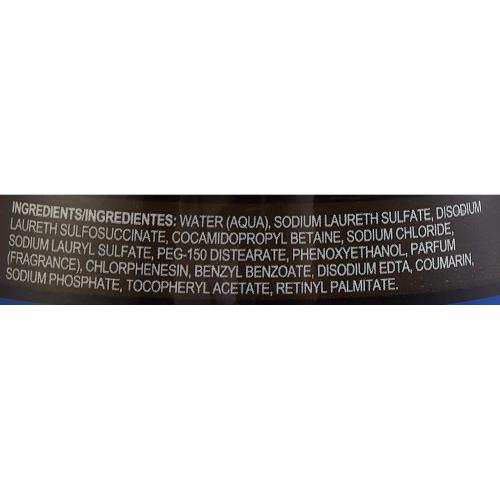 INGREDIENTS/INGREDIENTES: WATER (AQUA), SODIUM LAURETH SULFATE, DISODIUM
LAURETH SULFOSUCCINATE, COCAMIDOPROPYL BETAINE, SODIUM CHLORIDE,
SODIUM LAURYL SULFATE, PEG-150 DISTEARATE, PHENOXYETHANOL, PARFUM
(FRAGRANCE), CHLORPHENESIN, BENZYL BENZOATE, DISODIUM EDTA, COUMARIN,
SODIUM PHOSPHATE, TOCOPHERYL ACETATE, RETINYL PALMITATE.